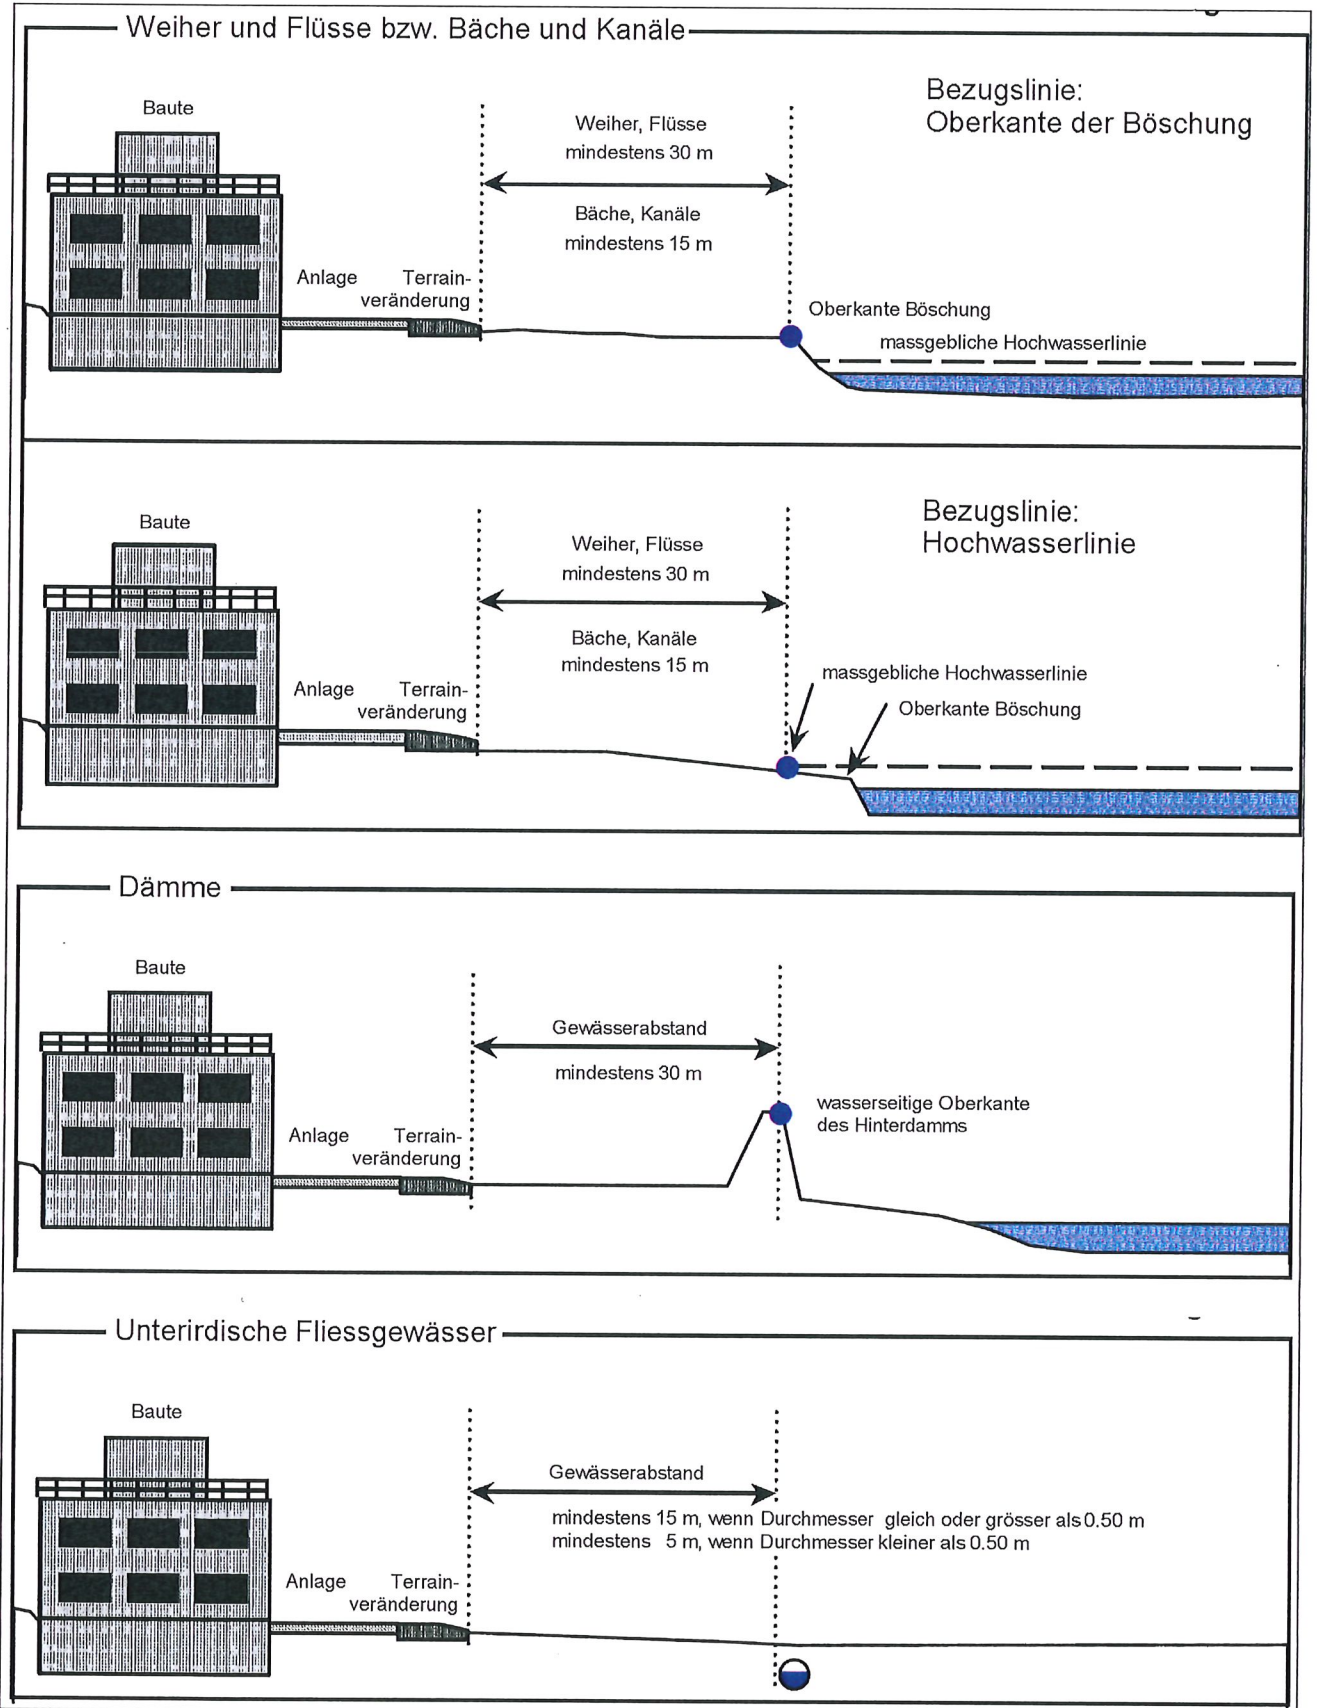 Weiher und Flüsse bzw. Bäche und Kanäle
Bezugslinie:
Oberkante der Böschung
Baute
Weiher, Flüsse
mindestens 30 m
Bäche, Kanäle
mindestens 15 m
Anlage
Terrain-
veränderung
Oberkante Böschung
massgebliche Hochwasserlinie
Bezugslinie:
Hochwasserlinie
Baute
Weiher, Flüsse
mindestens 30 m
Bäche, Kanäle
mindestens 15 m
Anlage
Terrain-
veränderung
massgebliche Hochwasserlinie
Oberkante Böschung
Dämme
Baute
Gewässerabstand
mindestens 30 m
Anlage
Terrain-
veränderung
wasserseitige Oberkante
des Hinterdamms
Unterirdische Fliessgewässer
Baute
Gewässerabstand
mindestens 15 m, wenn Durchmesser gleich oder grösser als 0.50 m
mindestens 5 m, wenn Durchmesser kleiner als 0.50 m
Anlage
Terrain-
veränderung